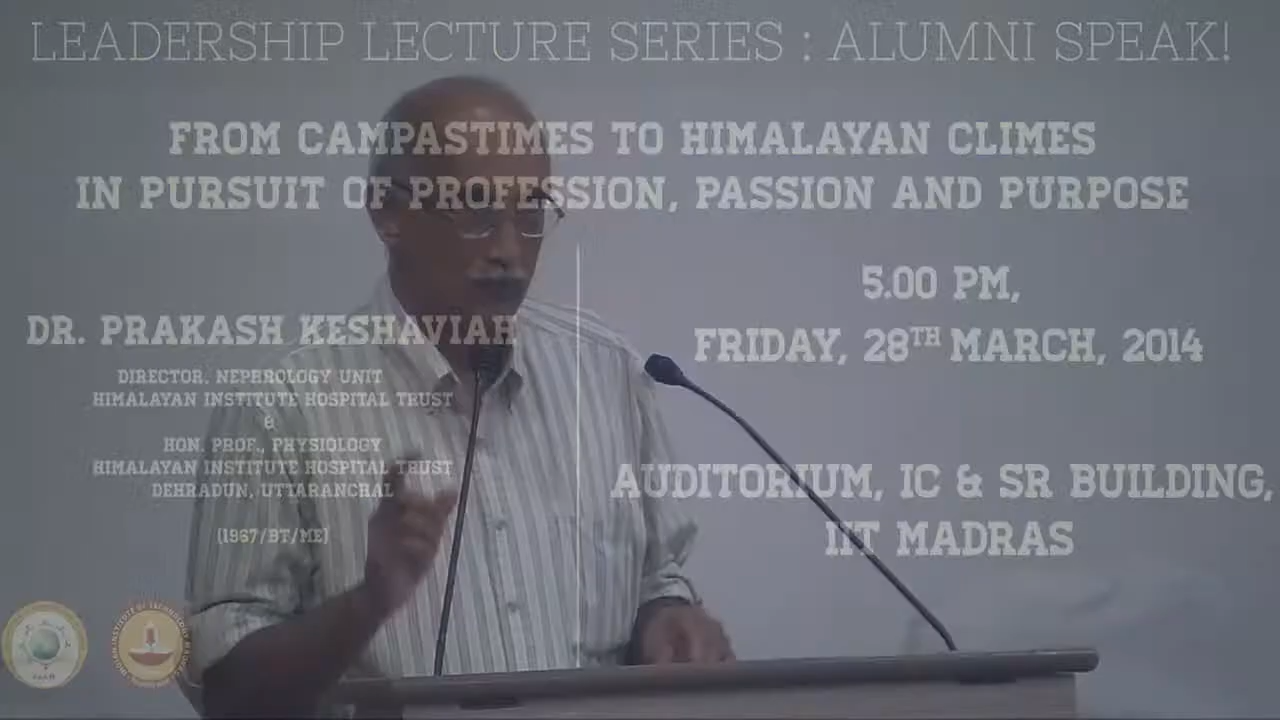 LEADERSHIP LECTURE SERIES : ALUMNI SPEAK!
FROM CAMPASTIMES TO HIMALAYAN CLIMES
IN PURSUIT OF PROFESSION, PASSION AND PURPOSE
DR. PRAKASH KESHAVIAH
DIRECTOR, NEPHROLOGY UNIT
HIMALAYAN INSTITUTE HOSPITAL TRUST
&
HON. PROF., PHYSIOLOGY
HIMALAYAN INSTITUTE HOSPITAL TRUST
DEHRADUN, UTTARANCHAL
(1967/BT/ME)
5.00 PM,
FRIDAY, 28TH MARCH, 2014
AUDITORIUM, IC & SR BUILDING,
IIT MADRAS